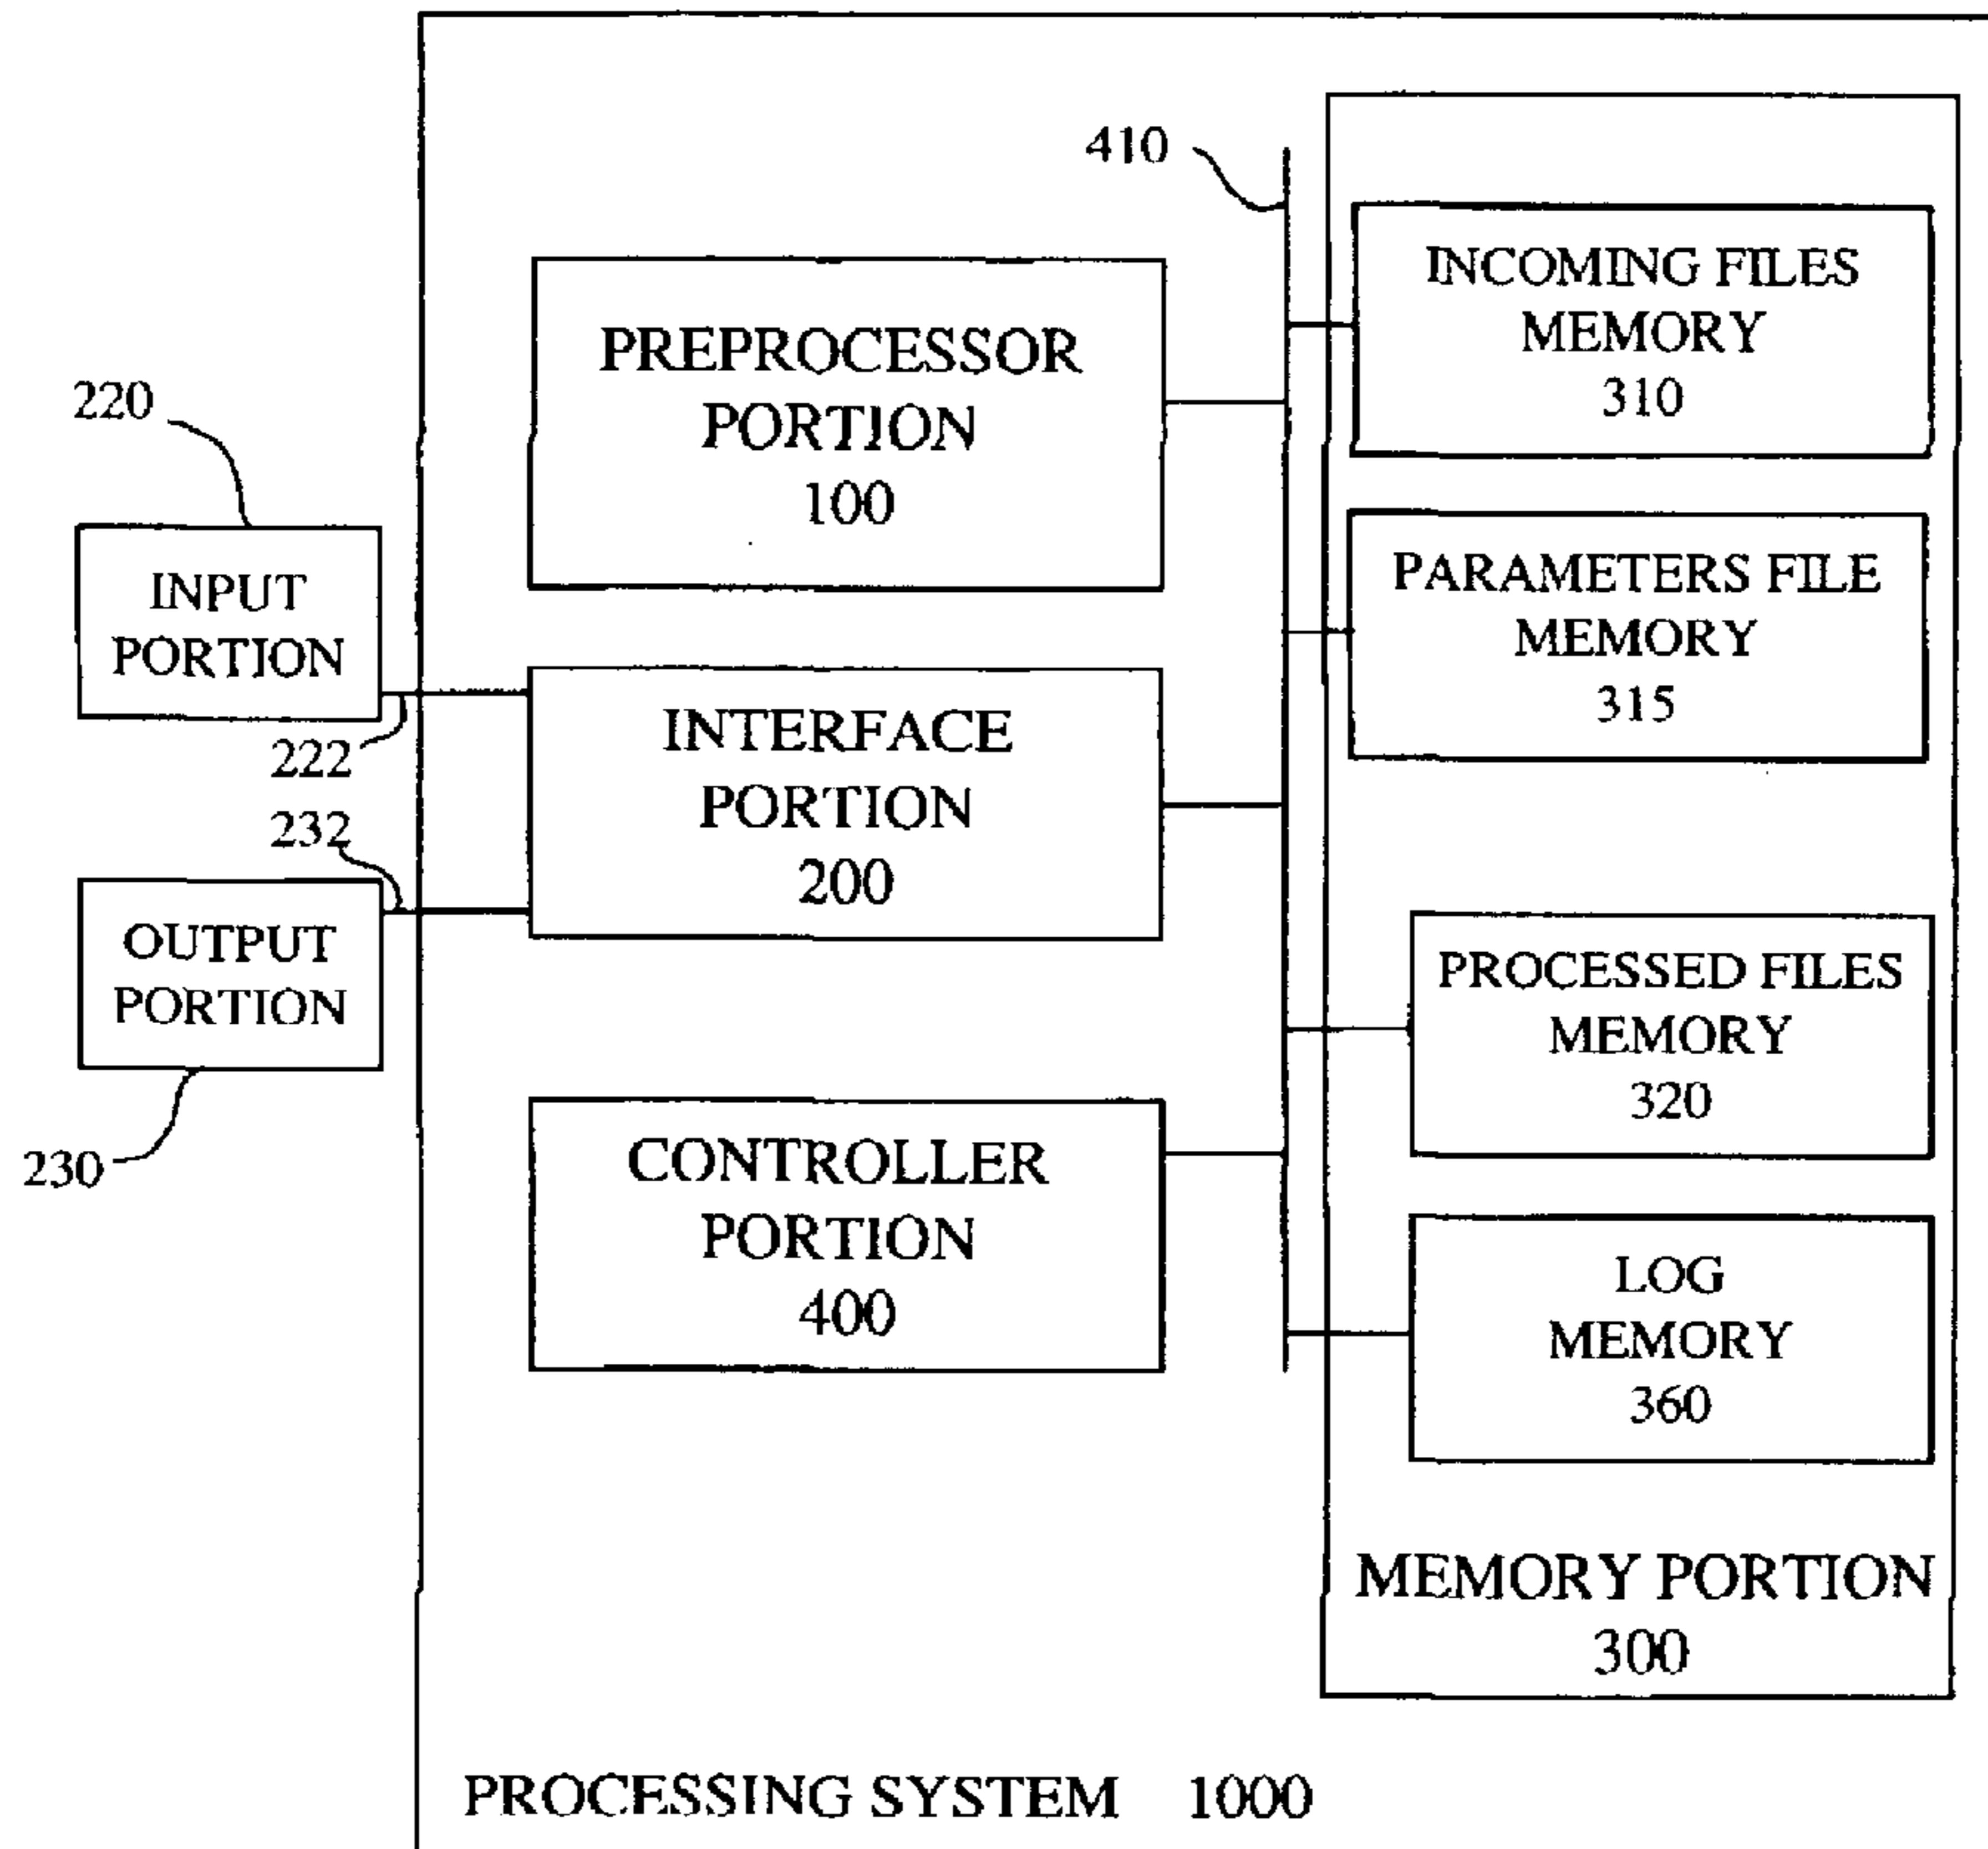 410
INCOMING FILES
MEMORY
310
PREPROCESSOR
PORTION
100
220
INPUT
PORTION
222
PARAMETERS FILE
MEMORY
315
INTERFACE
PORTION
200
232
OUTPUT
PORTION
230
PROCESSED FILES
MEMORY
320
CONTROLLER
PORTION
400
LOG
MEMORY
360
MEMORY PORTION
300
PROCESSING SYSTEM 1000